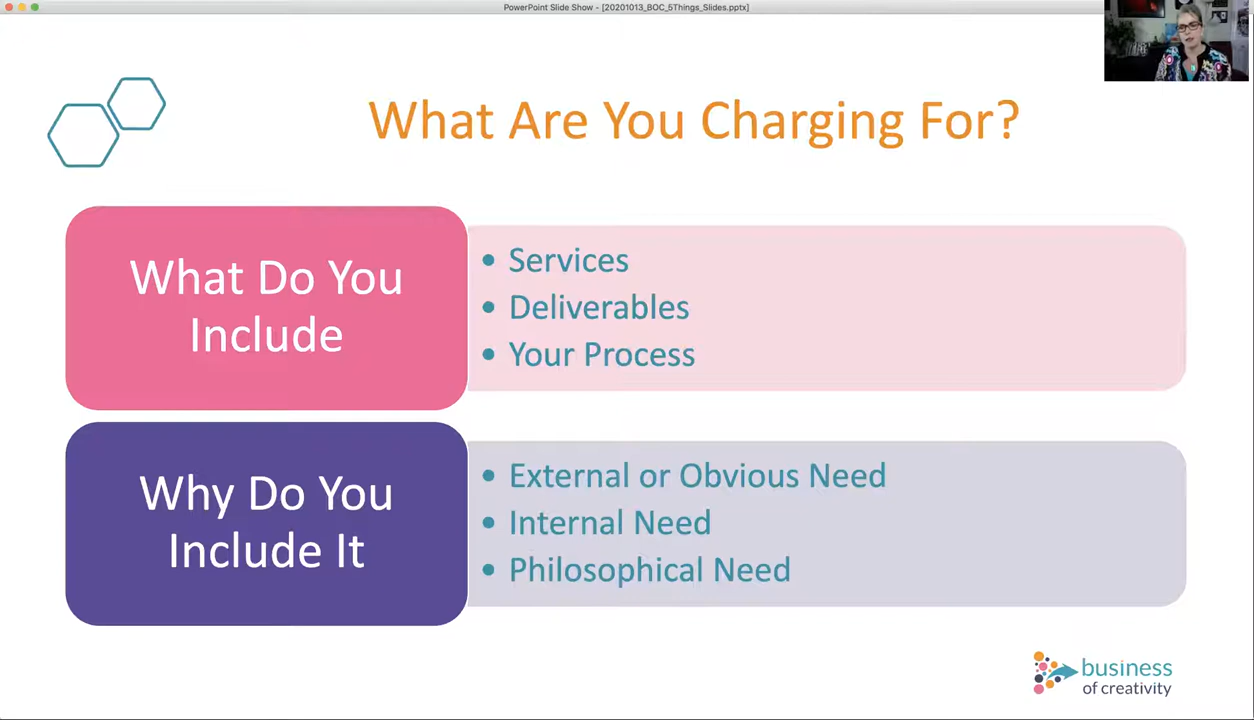 PowerPoint Slide Show - [20201013_BOC_5Things_Slides.pptx]
What Are You Charging For?
What Do You
Include
• Services
• Deliverables
• Your Process
Why Do You
Include It
• External or Obvious Need
• Internal Need
• Philosophical Need
business
of creativity